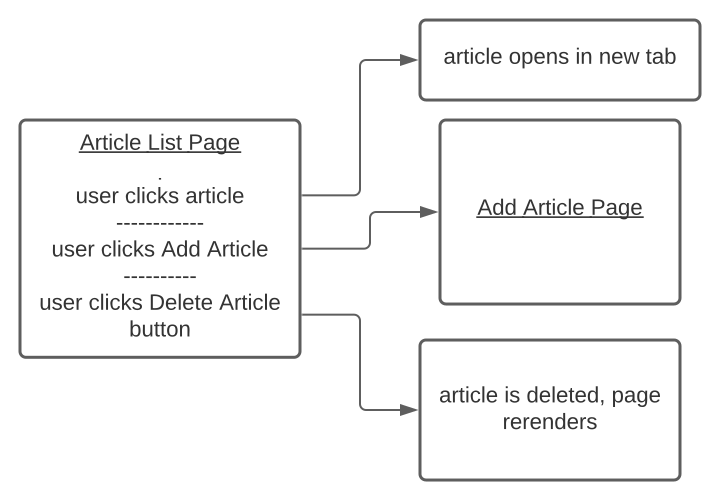 article opens in new tab
Article List Page
.
user clicks article
------------
user clicks Add Article
----------
user clicks Delete Article
button
Add Article Page
article is deleted, page
rerenders